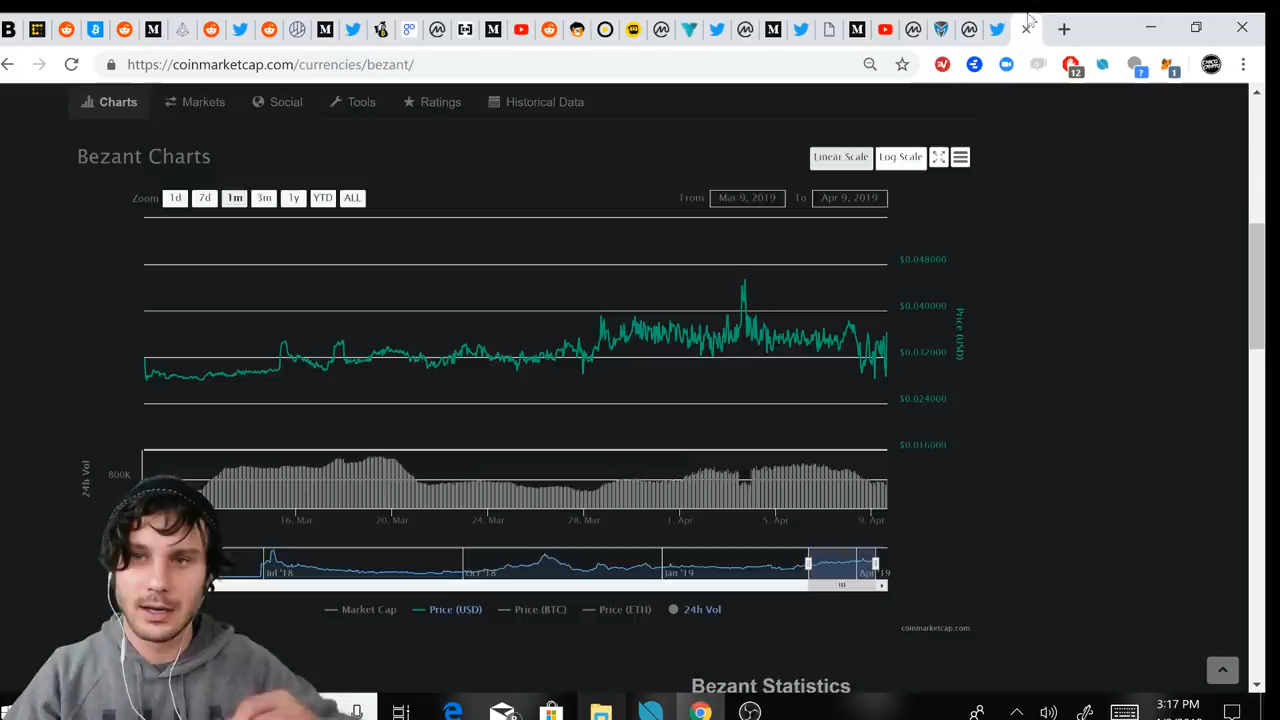 https://coinmarketcap.com/currencies/bezant/
12
?
1
Charts Markets Social Tools Ratings Historical Data
Bezant Charts
Linear Scale Log Scale
Zoom 1d 7d 1m 3m 1y YTD ALL
From Mar 9, 2019 To Apr 9, 2019
$0.048000
$0.040000
$0.032000
$0.024000
$0.016000
Price (USD)
24h Vol
800K
16. Mar 20. Mar 24. Mar 28. Mar 1. Apr 5. Apr 9. Apr
Jul '18 Oct '18 Jan '19 Apr '19
Market Cap Price (USD) Price (BTC) Price (ETH) 24h Vol
coinmarketcap.com
Bezant Statistics
3:17 PM